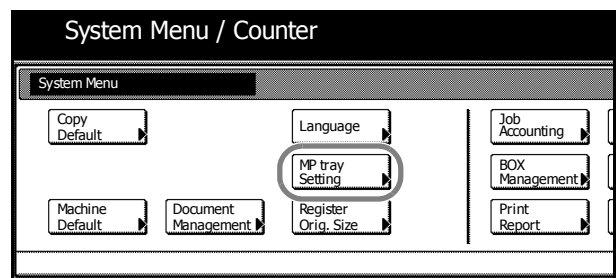 System Menu / Counter
System Menu
Copy
Default
Language
Job
Accounting
MP tray
Setting
BOX
Management
Machine
Default
Document
Management
Register
Orig. Size
Print
Report